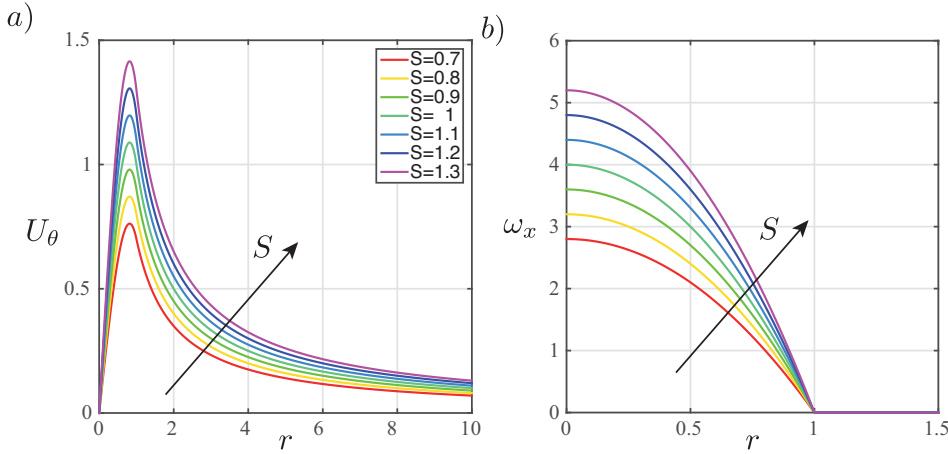 a)
1.5
1
0.5
0
U_θ
0 2 4 6 8 10
r
S
S=0.7
S=0.8
S=0.9
S= 1
S=1.1
S=1.2
S=1.3
b)
6
5
4
3
2
1
0
ω_x
0 0.5 1 1.5
r
S